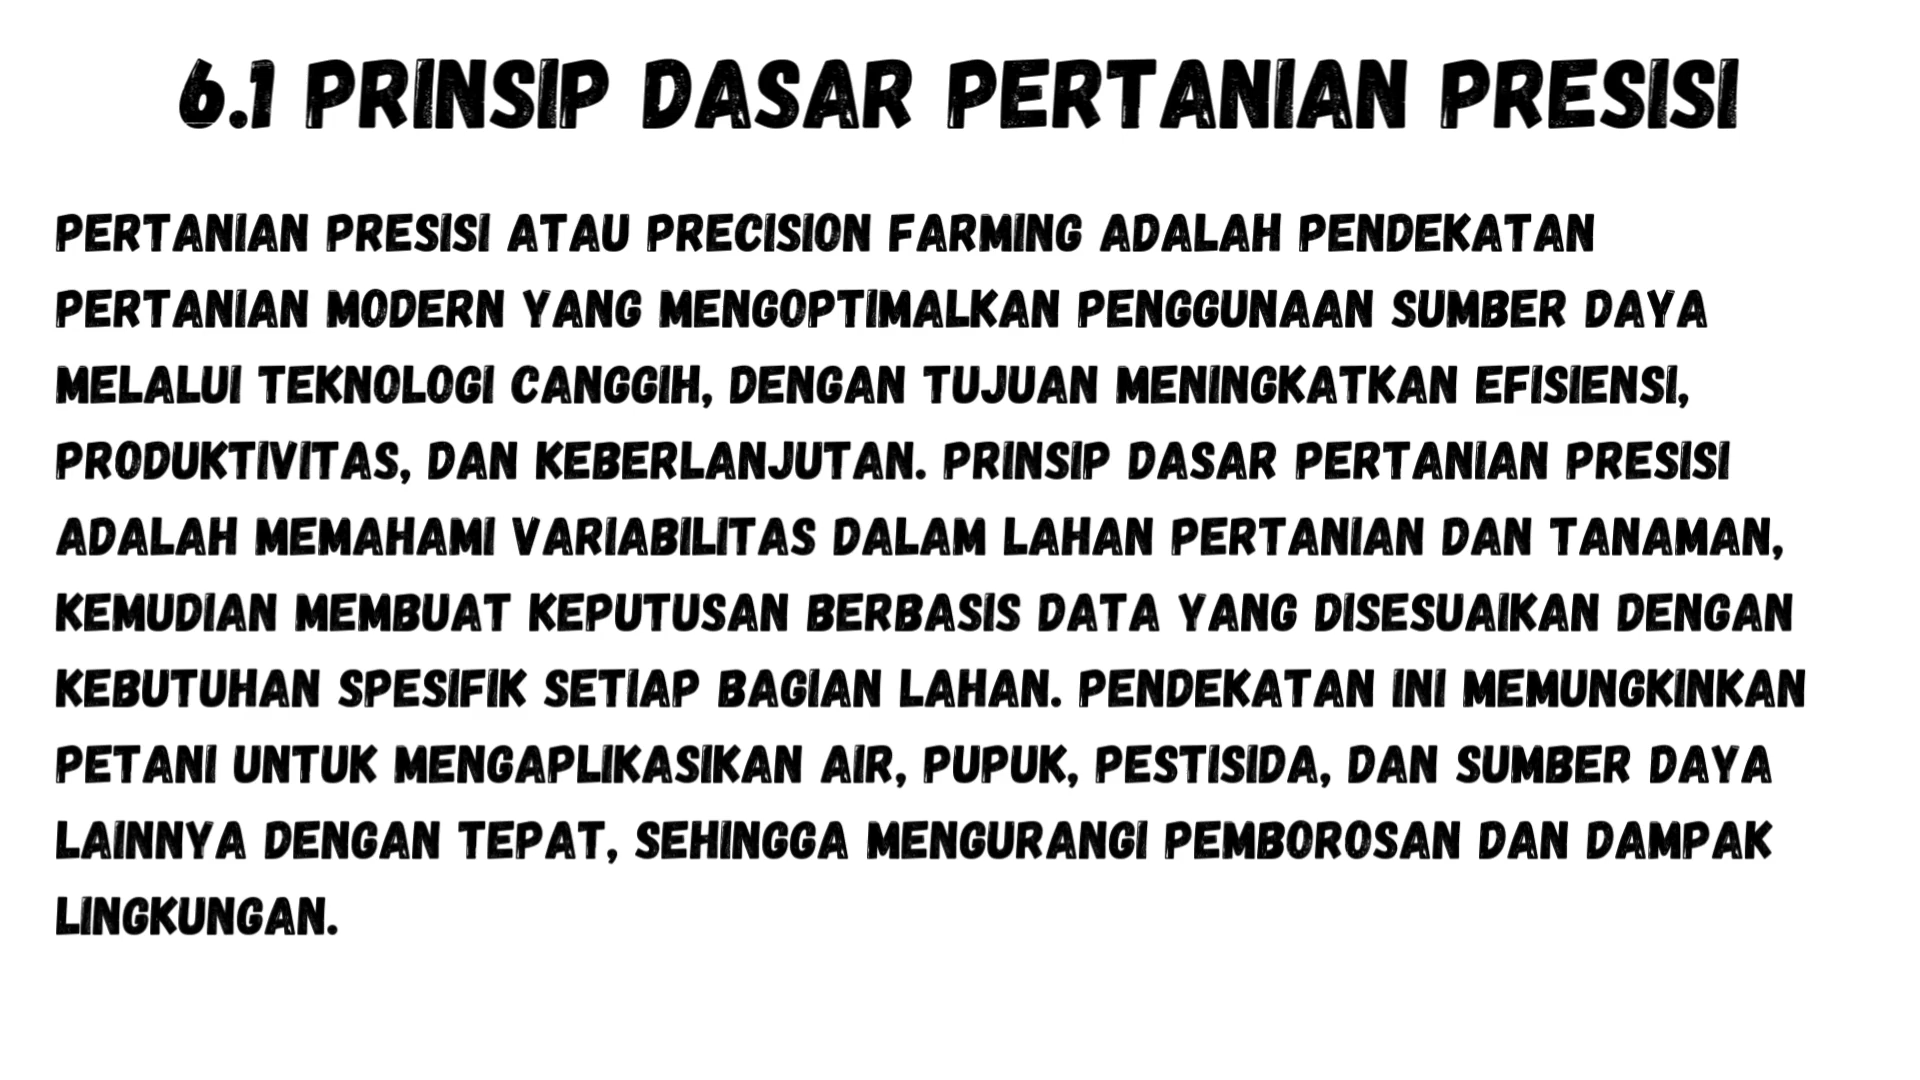 6.1 PRINSIP DASAR PERTANIAN PRESISI
PERTANIAN PRESISI ATAU PRECISION FARMING ADALAH PENDEKATAN
PERTANIAN MODERN YANG MENGOPTIMALKAN PENGGUNAAN SUMBER DAYA
MELALUI TEKNOLOGI CANGGIH, DENGAN TUJUAN MENINGKATKAN EFISIENSI,
PRODUKTIVITAS, DAN KEBERLANJUTAN. PRINSIP DASAR PERTANIAN PRESISI
ADALAH MEMAHAMI VARIABILITAS DALAM LAHAN PERTANIAN DAN TANAMAN,
KEMUDIAN MEMBUAT KEPUTUSAN BERBASIS DATA YANG DISESUAIKAN DENGAN
KEBUTUHAN SPESIFIK SETIAP BAGIAN LAHAN. PENDEKATAN INI MEMUNGKINKAN
PETANI UNTUK MENGAPLIKASIKAN AIR, PUPUK, PESTISIDA, DAN SUMBER DAYA
LAINNYA DENGAN TEPAT, SEHINGGA MENGURANGI PEMBOROSAN DAN DAMPAK
LINGKUNGAN.